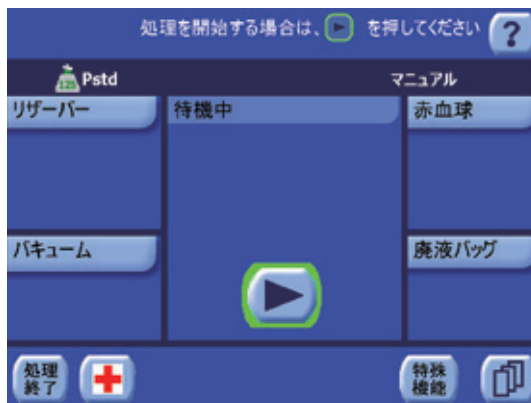 処理を開始する場合は、 を押してください ?
125 Pstd マニュアル
リザーバー 待機中 赤血球
バキューム 廃液バッグ
処理
終了
特殊
機能